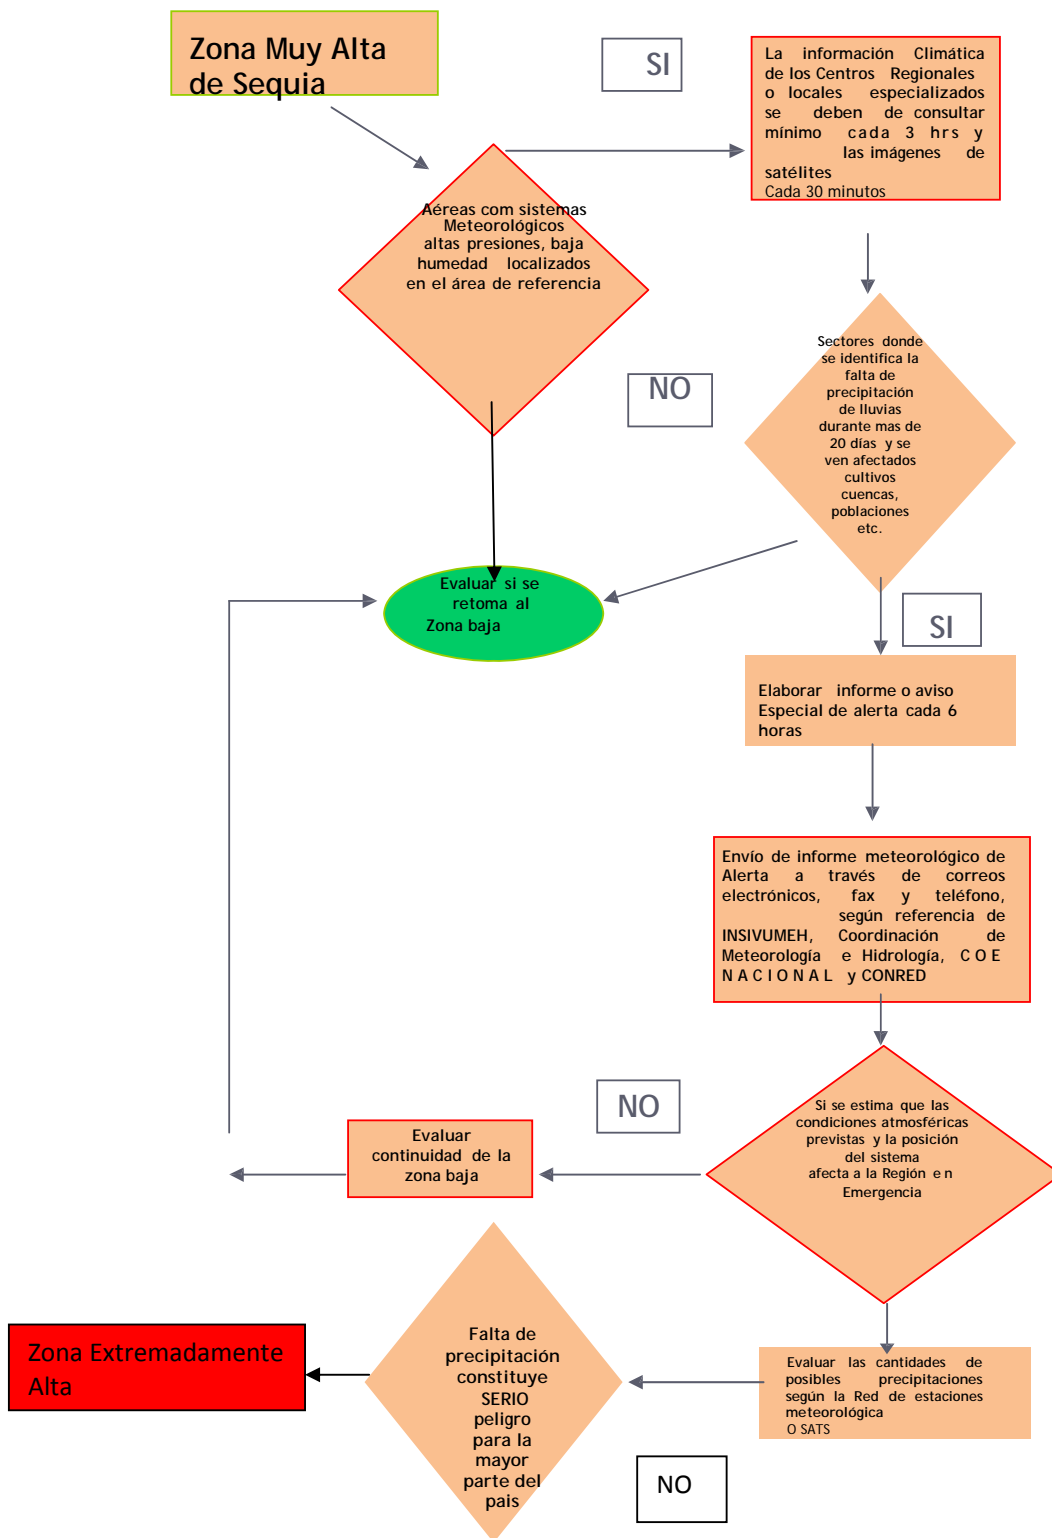 Zona Muy Alta
de Sequia
SI
La información Climática
de los Centros Regionales
o locales especializados
se deben de consultar
mínimo cada 3 hrs y
las imágenes de
satélites
Cada 30 minutos
Aéreas com sistemas
Meteorológicos
altas presiones, baja
humedad localizados
en el área de referencia
Sectores donde
se identifica la
falta de
precipitación
de lluvias
durante mas de
20 días y se
ven afectados
cultivos
cuencas,
poblaciones
etc.
NO
Evaluar si se
retoma al
Zona baja
SI
Elaborar informe o aviso
Especial de alerta cada 6
horas
Envío de informe meteorológico de
Alerta a través de correos
electrónicos, fax y teléfono,
según referencia de
INSIVUMEH, Coordinación de
Meteorología e Hidrología, C O E
N A C I O N A L y CONRED
Si se estima que las
condiciones atmosféricas
previstas y la posición
del sistema
afecta a la Región e n
Emergencia
NO
Evaluar
continuidad de la
zona baja
Evaluar las cantidades de
posibles precipitaciones
según la Red de estaciones
meteorológica
O SATS
Falta de
precipitación
constituye
SERIO
peligro
para la
mayor
parte del
pais
Zona Extremadamente
Alta
NO